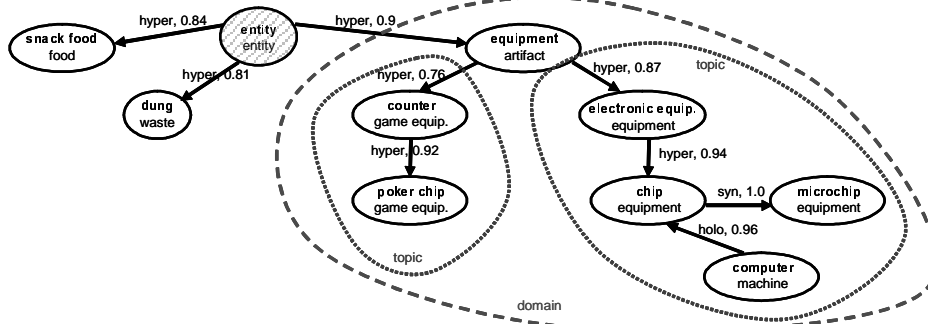 hyper, 0.84
hyper, 0.9
snack food
food
entity
entity
equipment
artifact
hyper, 0.81
hyper, 0.76
hyper, 0.87
topic
dung
waste
counter
game equip.
electronic equip.
equipment
hyper, 0.92
hyper, 0.94
poker chip
game equip.
chip
equipment
syn, 1.0
microchip
equipment
holo, 0.96
topic
computer
machine
domain